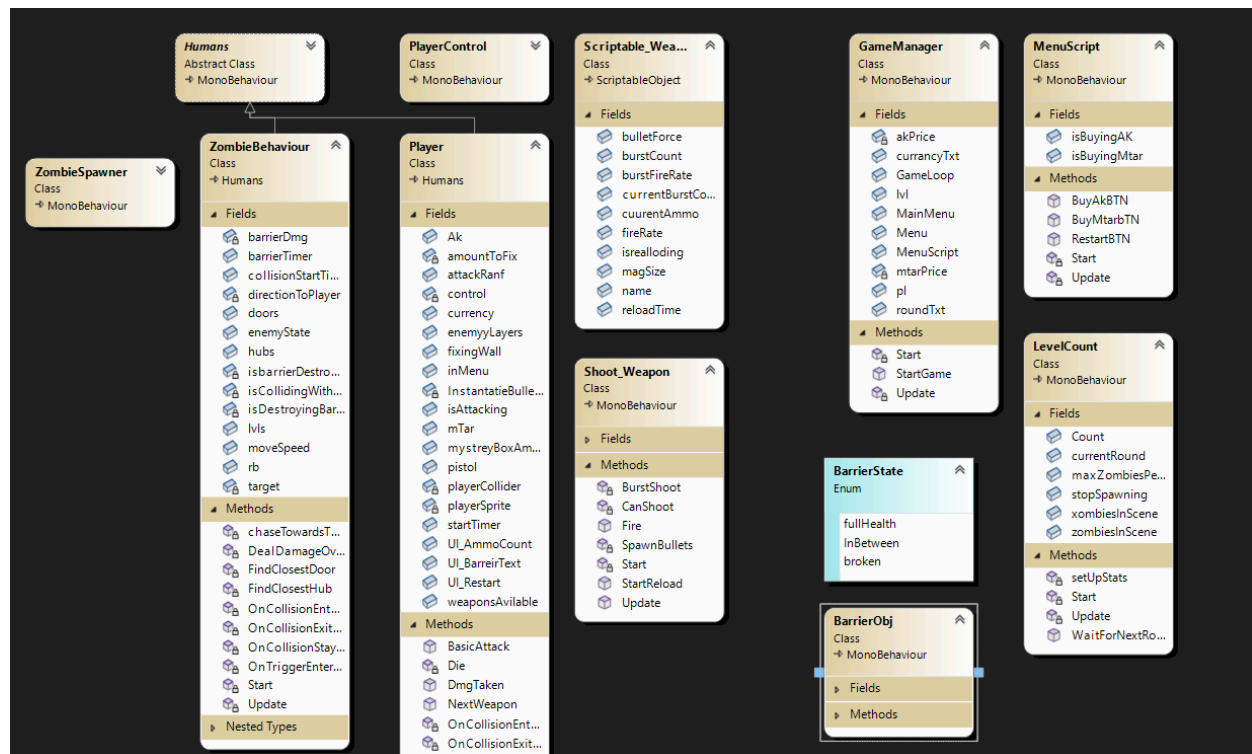 Humans
Abstract Class
MonoBehaviour
PlayerControl
Class
MonoBehaviour
Scriptable_Wea...
Class
ScriptableObject
Fields
bulletForce
burstCount
burstFireRate
currentBurstCo...
cuurentAmmo
fireRate
isrealloding
magSize
name
reloadTime
GameManager
Class
MonoBehaviour
Fields
akPrice
currancyTxt
GameLoop
lvl
MainMenu
Menu
MenuScript
mtarPrice
pl
roundTxt
Methods
Start
StartGame
Update
MenuScript
Class
MonoBehaviour
Fields
isBuyingAK
isBuyingMtar
Methods
BuyAkBTN
BuyMtarbTN
RestartBTN
Start
Update
ZombieSpawner
Class
MonoBehaviour
ZombieBehaviour
Class
Humans
Fields
barrierDmg
barrierTimer
collisionStartTi...
directionToPlayer
doors
enemyState
hubs
isbarrierDestro...
isCollidingWith...
isDestroyingBar...
lvls
moveSpeed
rb
target
Methods
chaseTowardsT...
DealDamageOv...
FindClosestDoor
FindClosestHub
OnCollisionEnt...
OnCollisionExit...
OnCollisionStay...
OnTriggerEnter...
Start
Update
Nested Types
Player
Class
Humans
Fields
Ak
amountToFix
attackRanf
control
currency
enemyyLayers
fixingWall
inMenu
InstantatieBulle...
isAttacking
mTar
mystreyBoxAm...
pistol
playerCollider
playerSprite
startTimer
UI_AmmoCount
UI_BarreirText
UI_Restart
weaponsAvilable
Methods
BasicAttack
Die
DmgTaken
NextWeapon
OnCollisionEnt...
OnCollisionExit...
Shoot_Weapon
Class
MonoBehaviour
Fields
Methods
BurstShoot
CanShoot
Fire
SpawnBullets
Start
StartReload
Update
BarrierState
Enum
fullHealth
InBetween
broken
BarrierObj
Class
MonoBehaviour
Fields
Methods
LevelCount
Class
MonoBehaviour
Fields
Count
currentRound
maxZombiesPe...
stopSpawning
xombiesInScene
zombiesInScene
Methods
setUpStats
Start
Update
WaitForNextRo...